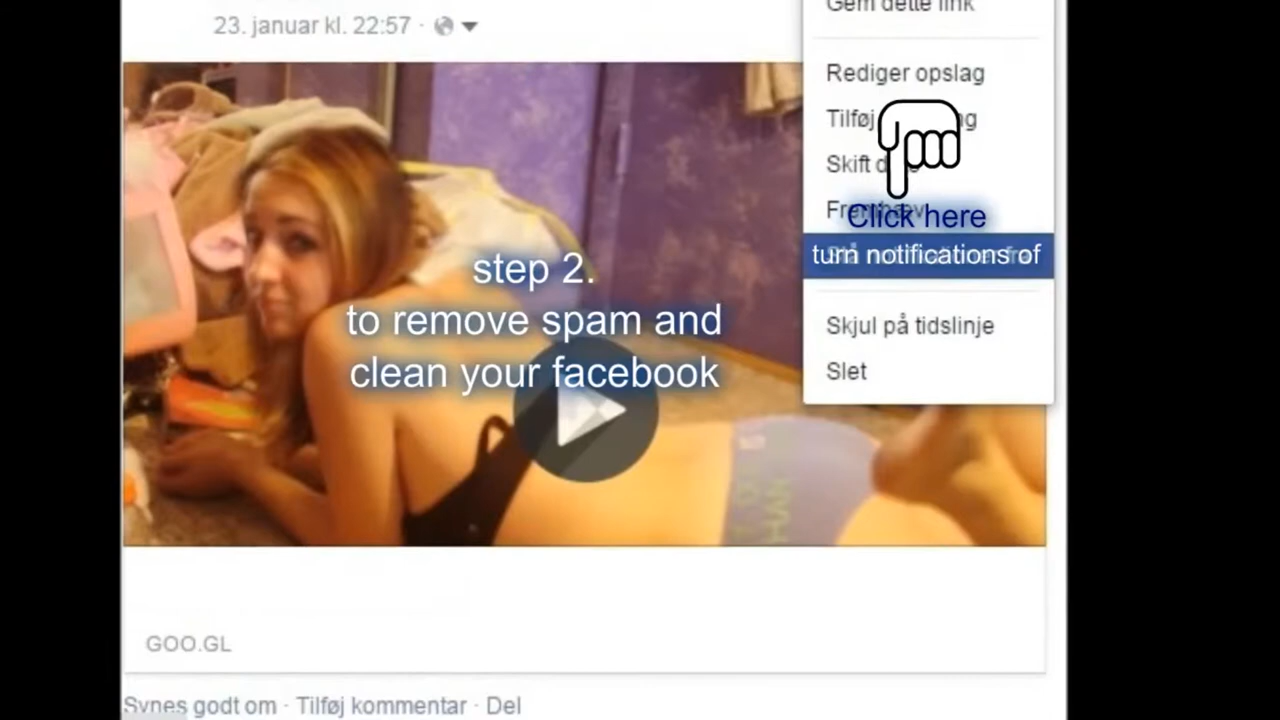 Gem dette link
23. januar kl. 22:57 ·
Rediger opslag
Skift
Click here
turn notifications of
step 2.
to remove spam and
clean your facebook
Skjul på tidslinje
Slet
GOO.GL
Synes godt om · Tilføj kommentar · Del